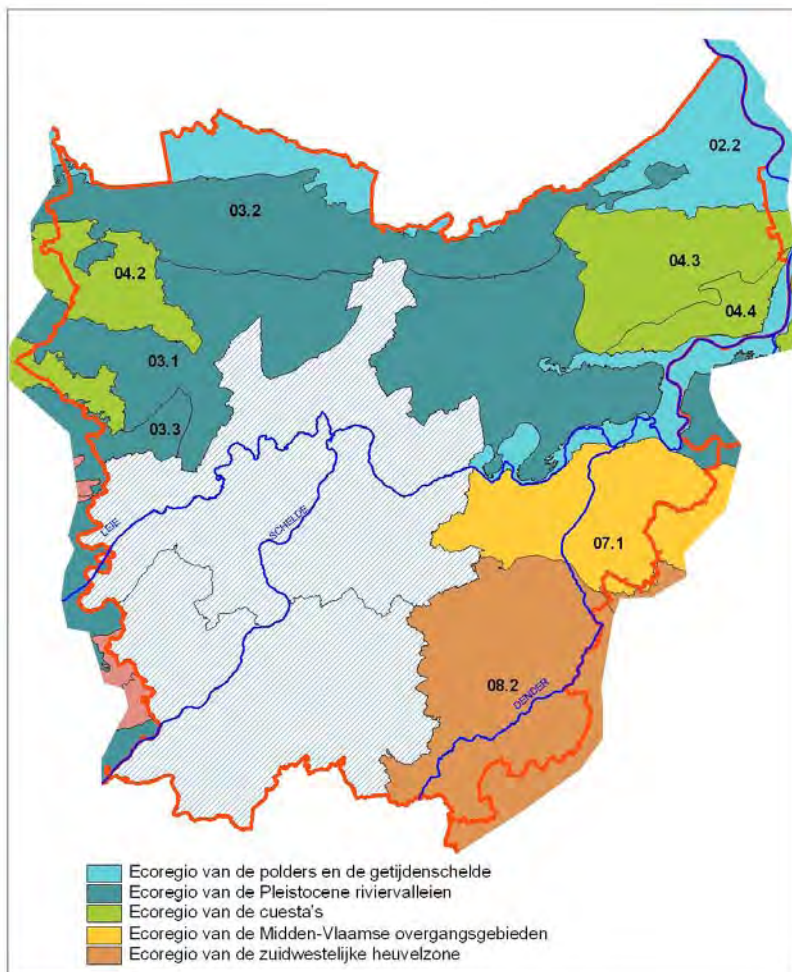 02.2
03.2
04.3
04.2
04.4
03.1
03.3
LEIE
SCHELDE
07.1
08.2
DENDER
Ecoregio van de polders en de getijdenschelde
Ecoregio van de Pleistocene riviervalleien
Ecoregio van de cuesta's
Ecoregio van de Midden-Vlaamse overgangsgebieden
Ecoregio van de zuidwestelijke heuvelzone